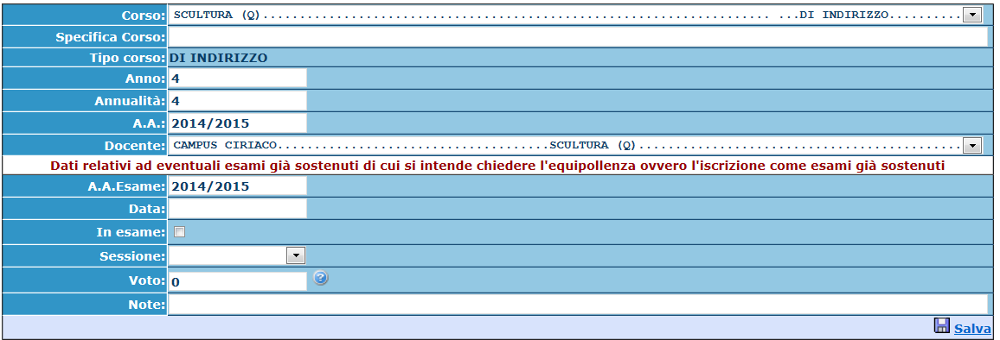 Corso: SCULTURA (Q)................................................................... ...DI INDIRIZZO..........
Specifica Corso:
Tipo corso: DI INDIRIZZO
Anno: 4
Annualità: 4
A.A.: 2014/2015
Docente: CAMPUS CIRIACO....................................SCULTURA (Q)...........................................
Dati relativi ad eventuali esami già sostenuti di cui si intende chiedere l'equipollenza ovvero l'iscrizione come esami già sostenuti
A.A.Esame: 2014/2015
Data:
In esame:
Sessione:
Voto: 0 ?
Note:
Salva